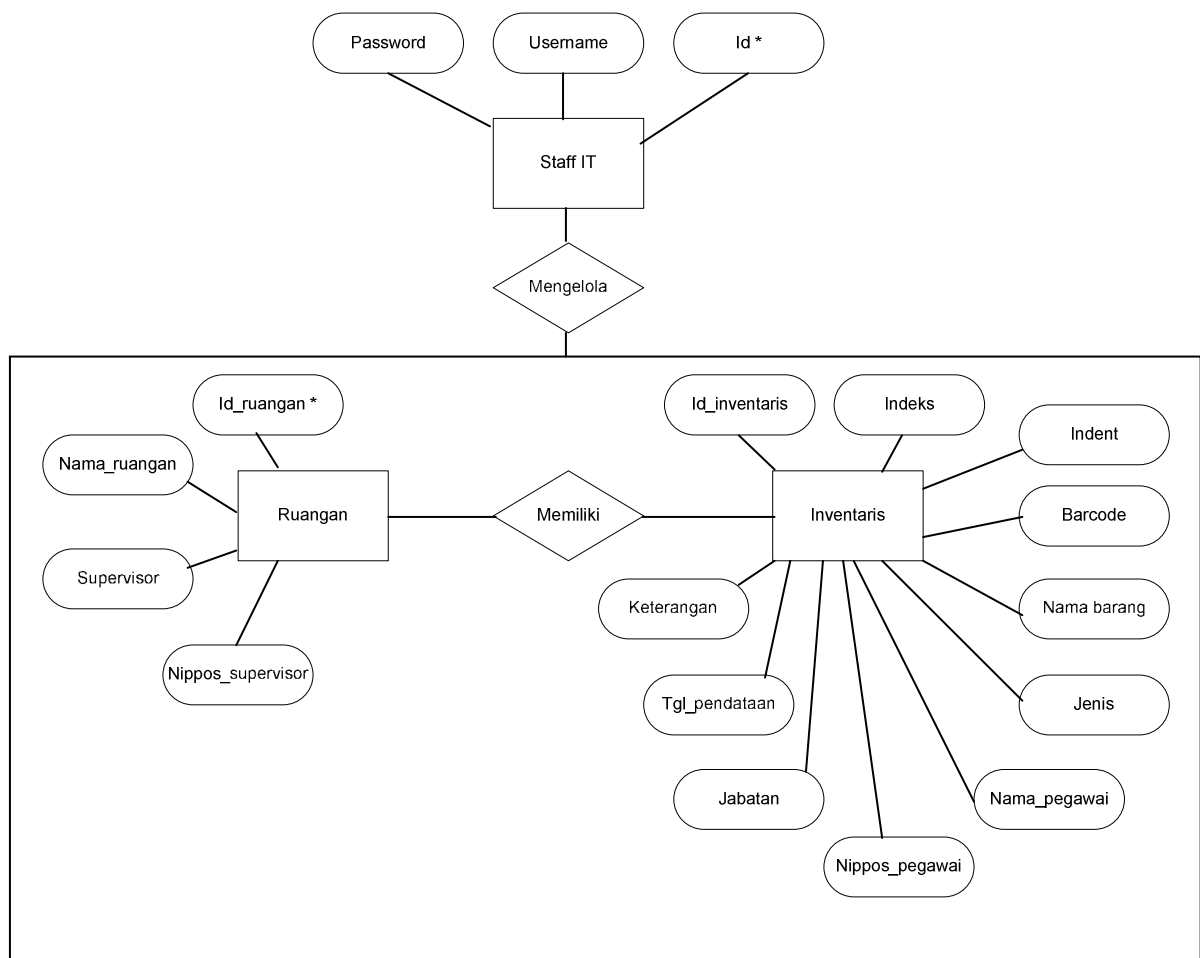 Password
Username
Id *
Staff IT
Mengelola
Id_ruangan *
Id_inventaris
Indeks
Indent
Nama_ruangan
Ruangan
Memiliki
Inventaris
Barcode
Supervisor
Keterangan
Nama barang
Nippos_supervisor
Tgl_pendataan
Jenis
Jabatan
Nama_pegawai
Nippos_pegawai